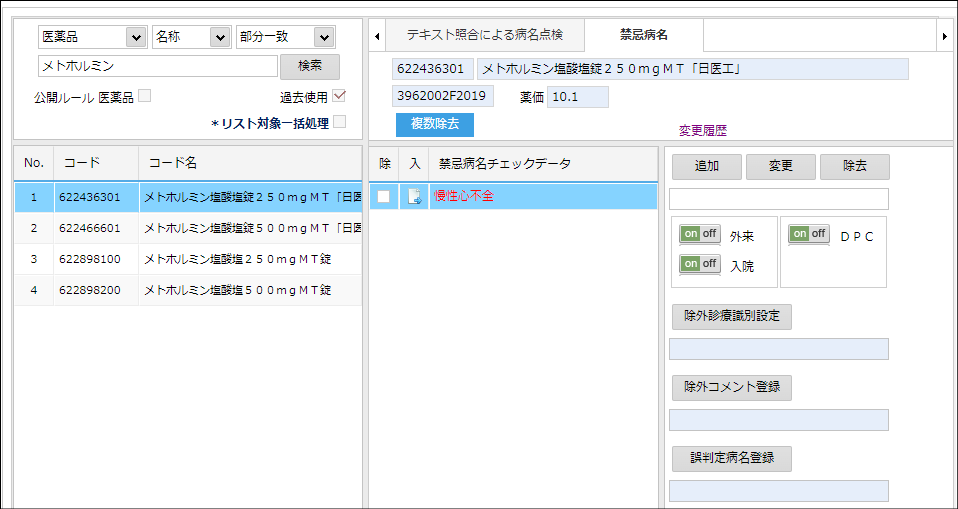 医薬品 名称 部分一致
メトホルミン 検索
公開ルール 医薬品 過去使用
＊リスト対象一括処理
No. コード コード名
1 622436301 メトホルミン塩酸塩錠２５０ｍｇＭＴ「日医
2 622466601 メトホルミン塩酸塩錠５００ｍｇＭＴ「日医
3 622898100 メトホルミン塩酸塩２５０ｍｇＭＴ錠
4 622898200 メトホルミン塩酸塩５００ｍｇＭＴ錠
テキスト照合による病名点検 禁忌病名
622436301 メトホルミン塩酸塩錠２５０ｍｇＭＴ「日医工」
3962002F2019 薬価 10.1
複数除去 変更履歴
除 入 禁忌病名チェックデータ
慢性心不全
追加 変更 除去
on off 外来 on off ＤＰＣ
on off 入院
除外診療識別設定
除外コメント登録
誤判定病名登録